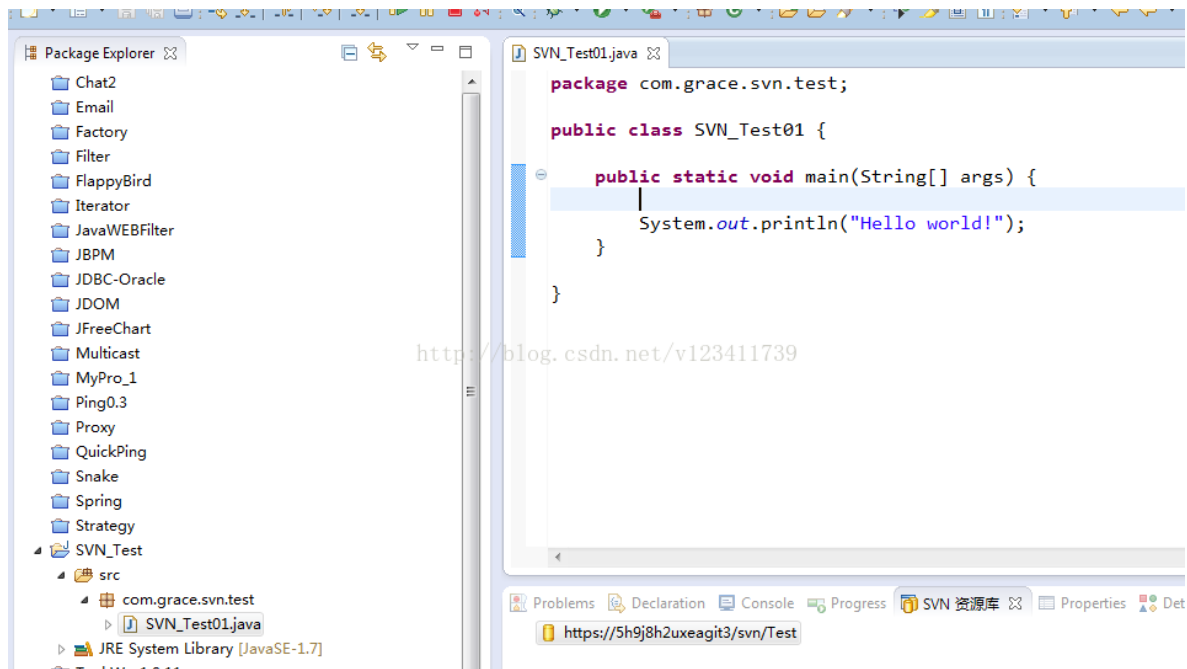 Package Explorer
Chat2
Email
Factory
Filter
FlappyBird
Iterator
JavaWEBFilter
JBPM
JDBC-Oracle
JDOM
JFreeChart
Multicast
MyPro_1
Ping0.3
Proxy
QuickPing
Snake
Spring
Strategy
SVN_Test
src
com.grace.svn.test
SVN_Test01.java
JRE System Library [JavaSE-1.7]
SVN_Test01.java
package com.grace.svn.test;
public class SVN_Test01 {
public static void main(String[] args) {
System.out.println("Hello world!");
}
}
http://blog.csdn.net/v123411739
Problems Declaration Console Progress SVN 资源库 Properties Det
https://5h9j8h2uxeagit3/svn/Test